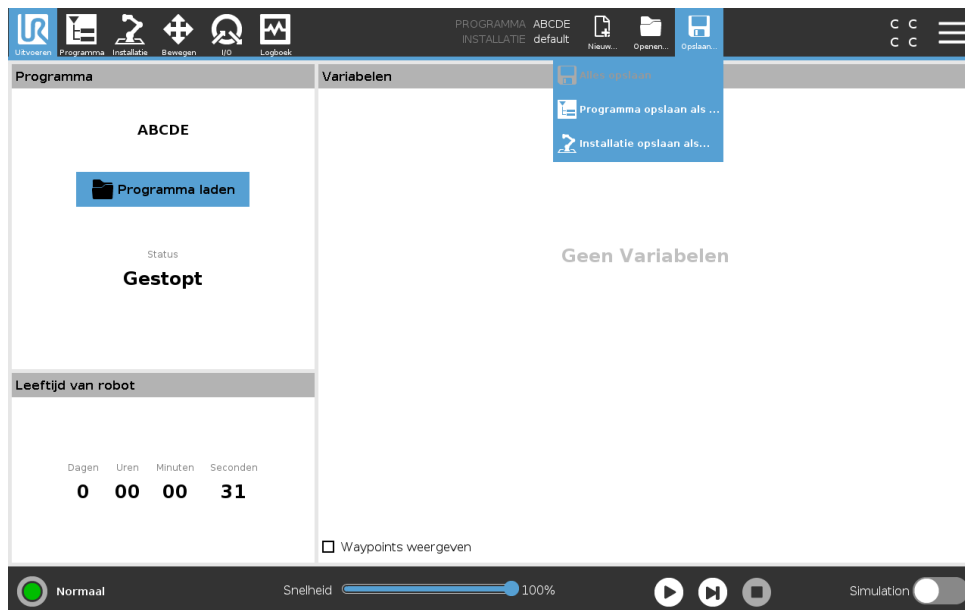 PROGRAMMA ABCDE
INSTALLATIE default
Uitvoeren Programma Installatie Bewegen I/O Logboek Nieuw... Openen... Opslaan...
C C
C C
Alles opslaan
Programma opslaan als ...
Installatie opslaan als...
Programma
ABCDE
Programma laden
Status
Gestopt
Variabelen
Geen Variabelen
Leeftijd van robot
Dagen Uren Minuten Seconden
0 00 00 31
Waypoints weergeven
Normaal Snelheid 100% Simulation